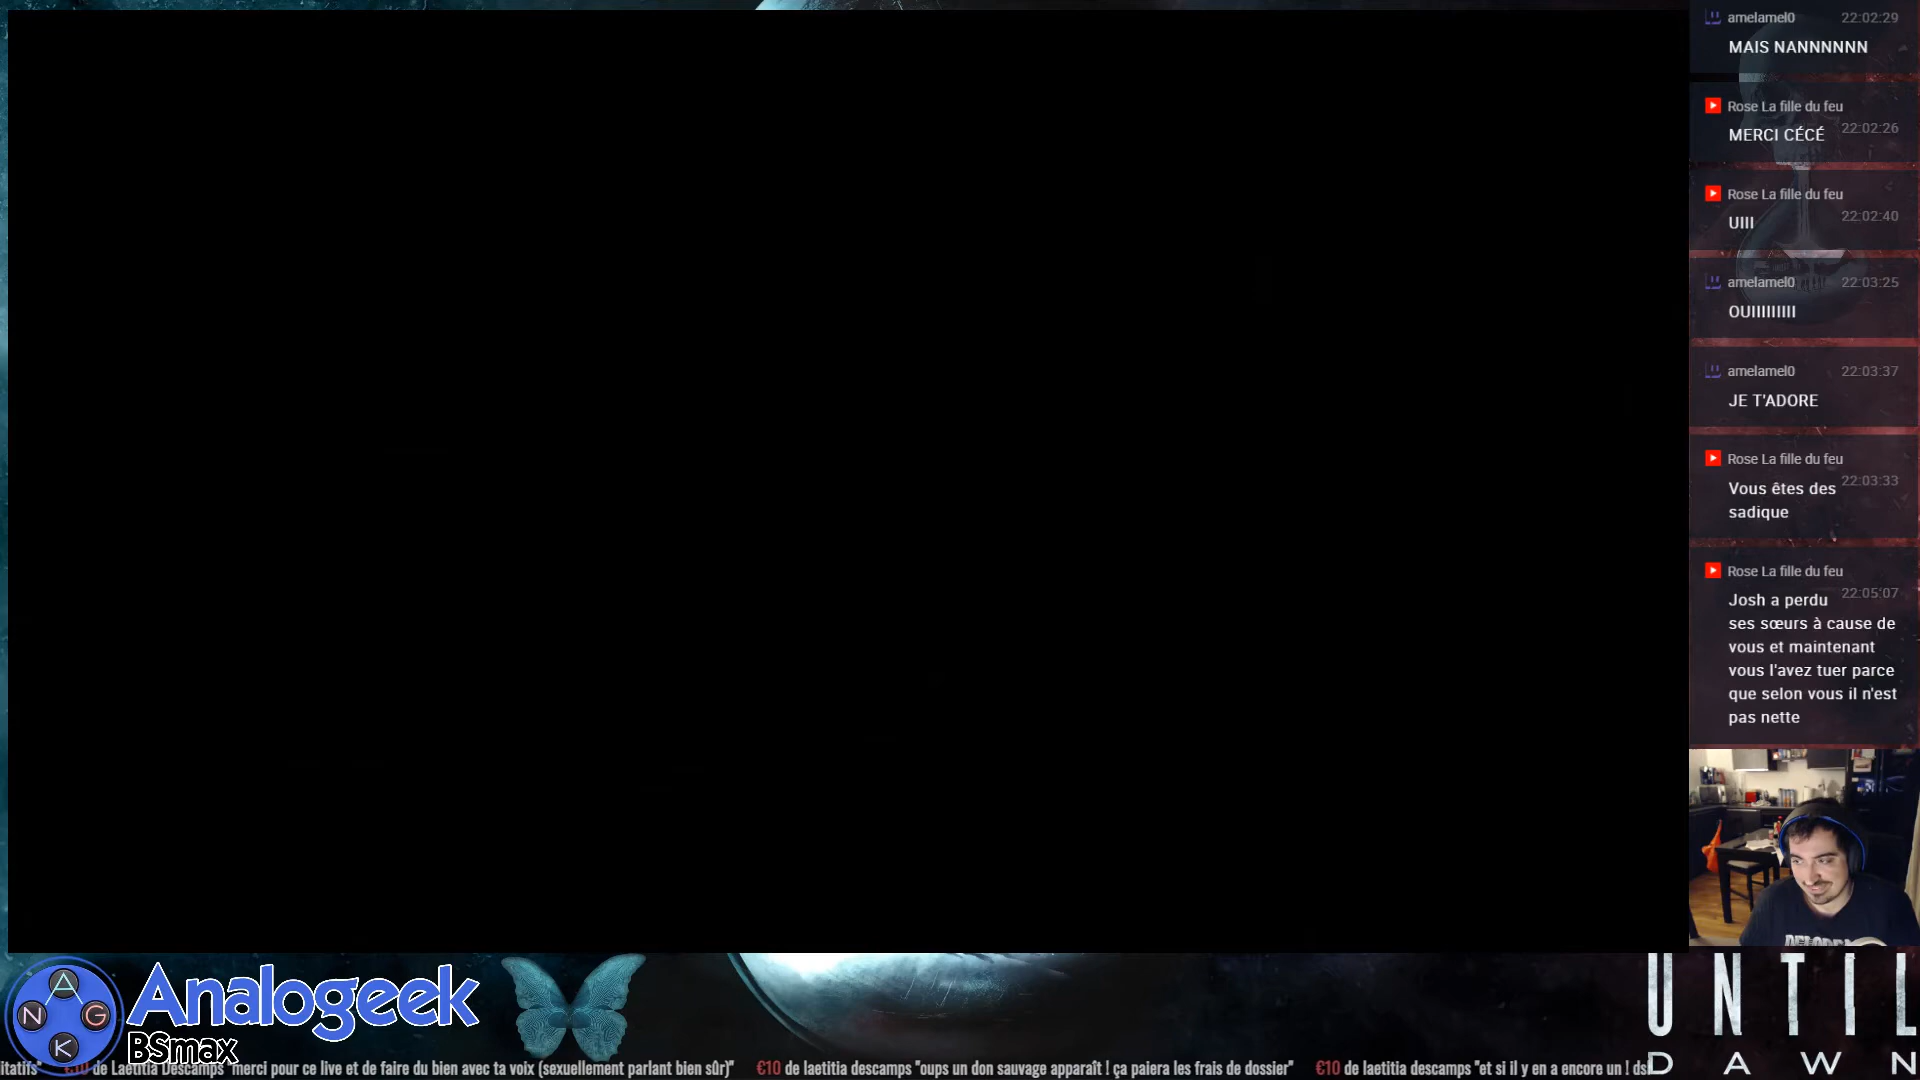 amelamel0 22:02:29
MAIS NANNNNNN
Rose La fille du feu
22:02:26
MERCI CÉCÉ
Rose La fille du feu
22:02:40
UIII
amelamel0 22:03:25
OUIIIIIIIII
amelamel0 22:03:37
JE T'ADORE
Rose La fille du feu
22:03:33
Vous êtes des
sadique
Rose La fille du feu
22:05:07
Josh a perdu
ses sœurs à cause de
vous et maintenant
vous l'avez tuer parce
que selon vous il n'est
pas nette
A
N G
K
Analogeek
BSmax
UNTIL
DAWN
itatifs" €10 de Laetitia Descamps "merci pour ce live et de faire du bien avec ta voix (sexuellement parlant bien sûr)" €10 de laetitia descamps "oups un don sauvage apparaît ! ça paiera les frais de dossier" €10 de laetitia descamps "et si il y en a encore un !